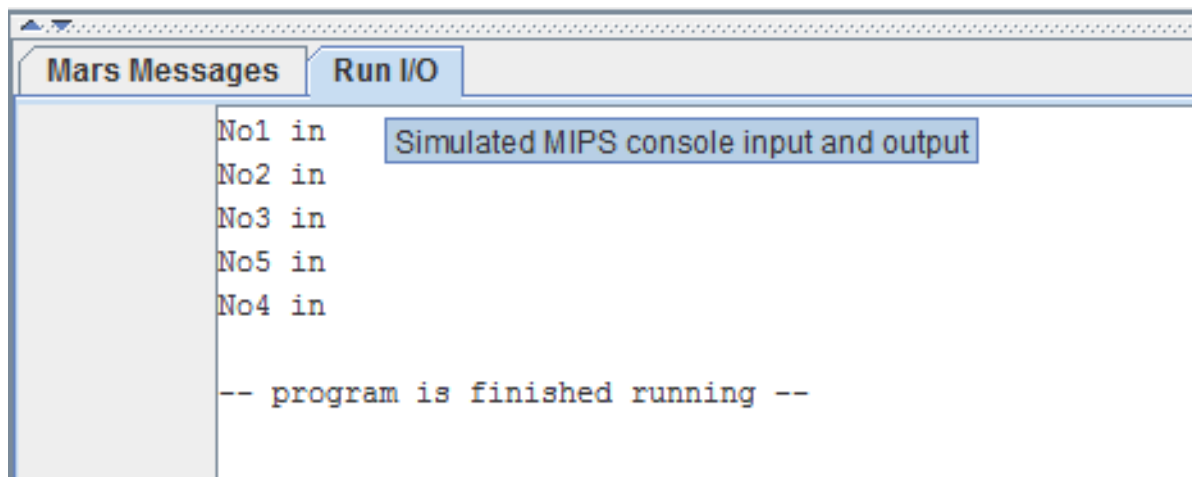 Mars Messages Run I/O
No1 in
Simulated MIPS console input and output
No2 in
No3 in
No5 in
No4 in
-- program is finished running --